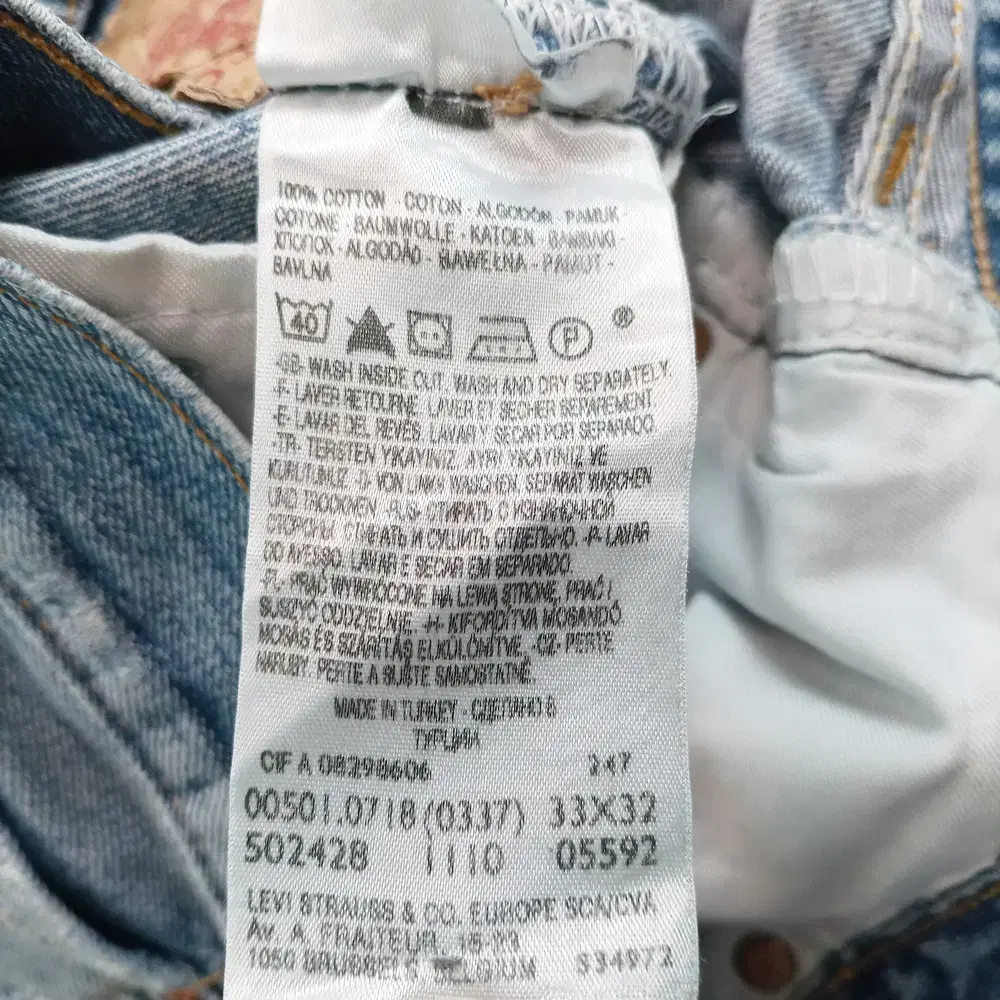 100% COTTON - COTON - ALGODÓN - PAMUK -
COTONE - BAUMWOLLE - KATOEN - BAMBAKI -
ХЛОПОК - ALGODÃO - BAWEŁNA - PAMUT -
BAVLNA
40 P ®
-GB- WASH INSIDE OUT. WASH AND DRY SEPARATELY.
-F- LAVER RETOURNE. LAVER ET SECHER SEPAREMENT
-E- LAVAR DEL REVÉS. LAVAR Y SECAR POR SEPARADO
-TR- TERSTEN YIKAYINIZ. AYRI YIKAYINIZ VE
KURUTUNUZ. -D- VON LINKS WASCHEN. SEPARAT WASCHEN
UND TROCKNEN. -RUS- СТИРАТЬ С ИЗНАНОЧНОЙ
СТОРОНЫ. СТИРАТЬ И СУШИТЬ ОТДЕЛЬНО. -P- LAVAR
DO AVESSO. LAVAR E SECAR EM SEPARADO.
-PL- PRAĆ WYWRÓCONE NA LEWĄ STRONĘ, PRAĆ I
SUSZYĆ ODDZIELNIE. -H- KIFORDÍTVA MOSANDÓ
MOSÁS ÉS SZÁRÍTÁS ELKÜLÖNÍTVE. -CZ- PERTE
NARUBY. PERTE A SUŠTE SAMOSTATNĚ.
MADE IN TURKEY - СДЕЛАНО В
ТУРЦИИ
CIF A 08298606 247
00501.0718 (0337) 33X32
502428 1110 05592
LEVI STRAUSS & CO. EUROPE SCA/CVA
Av. A. FRAITEUR
1050 BRUSSELS - BELGIUM 534972